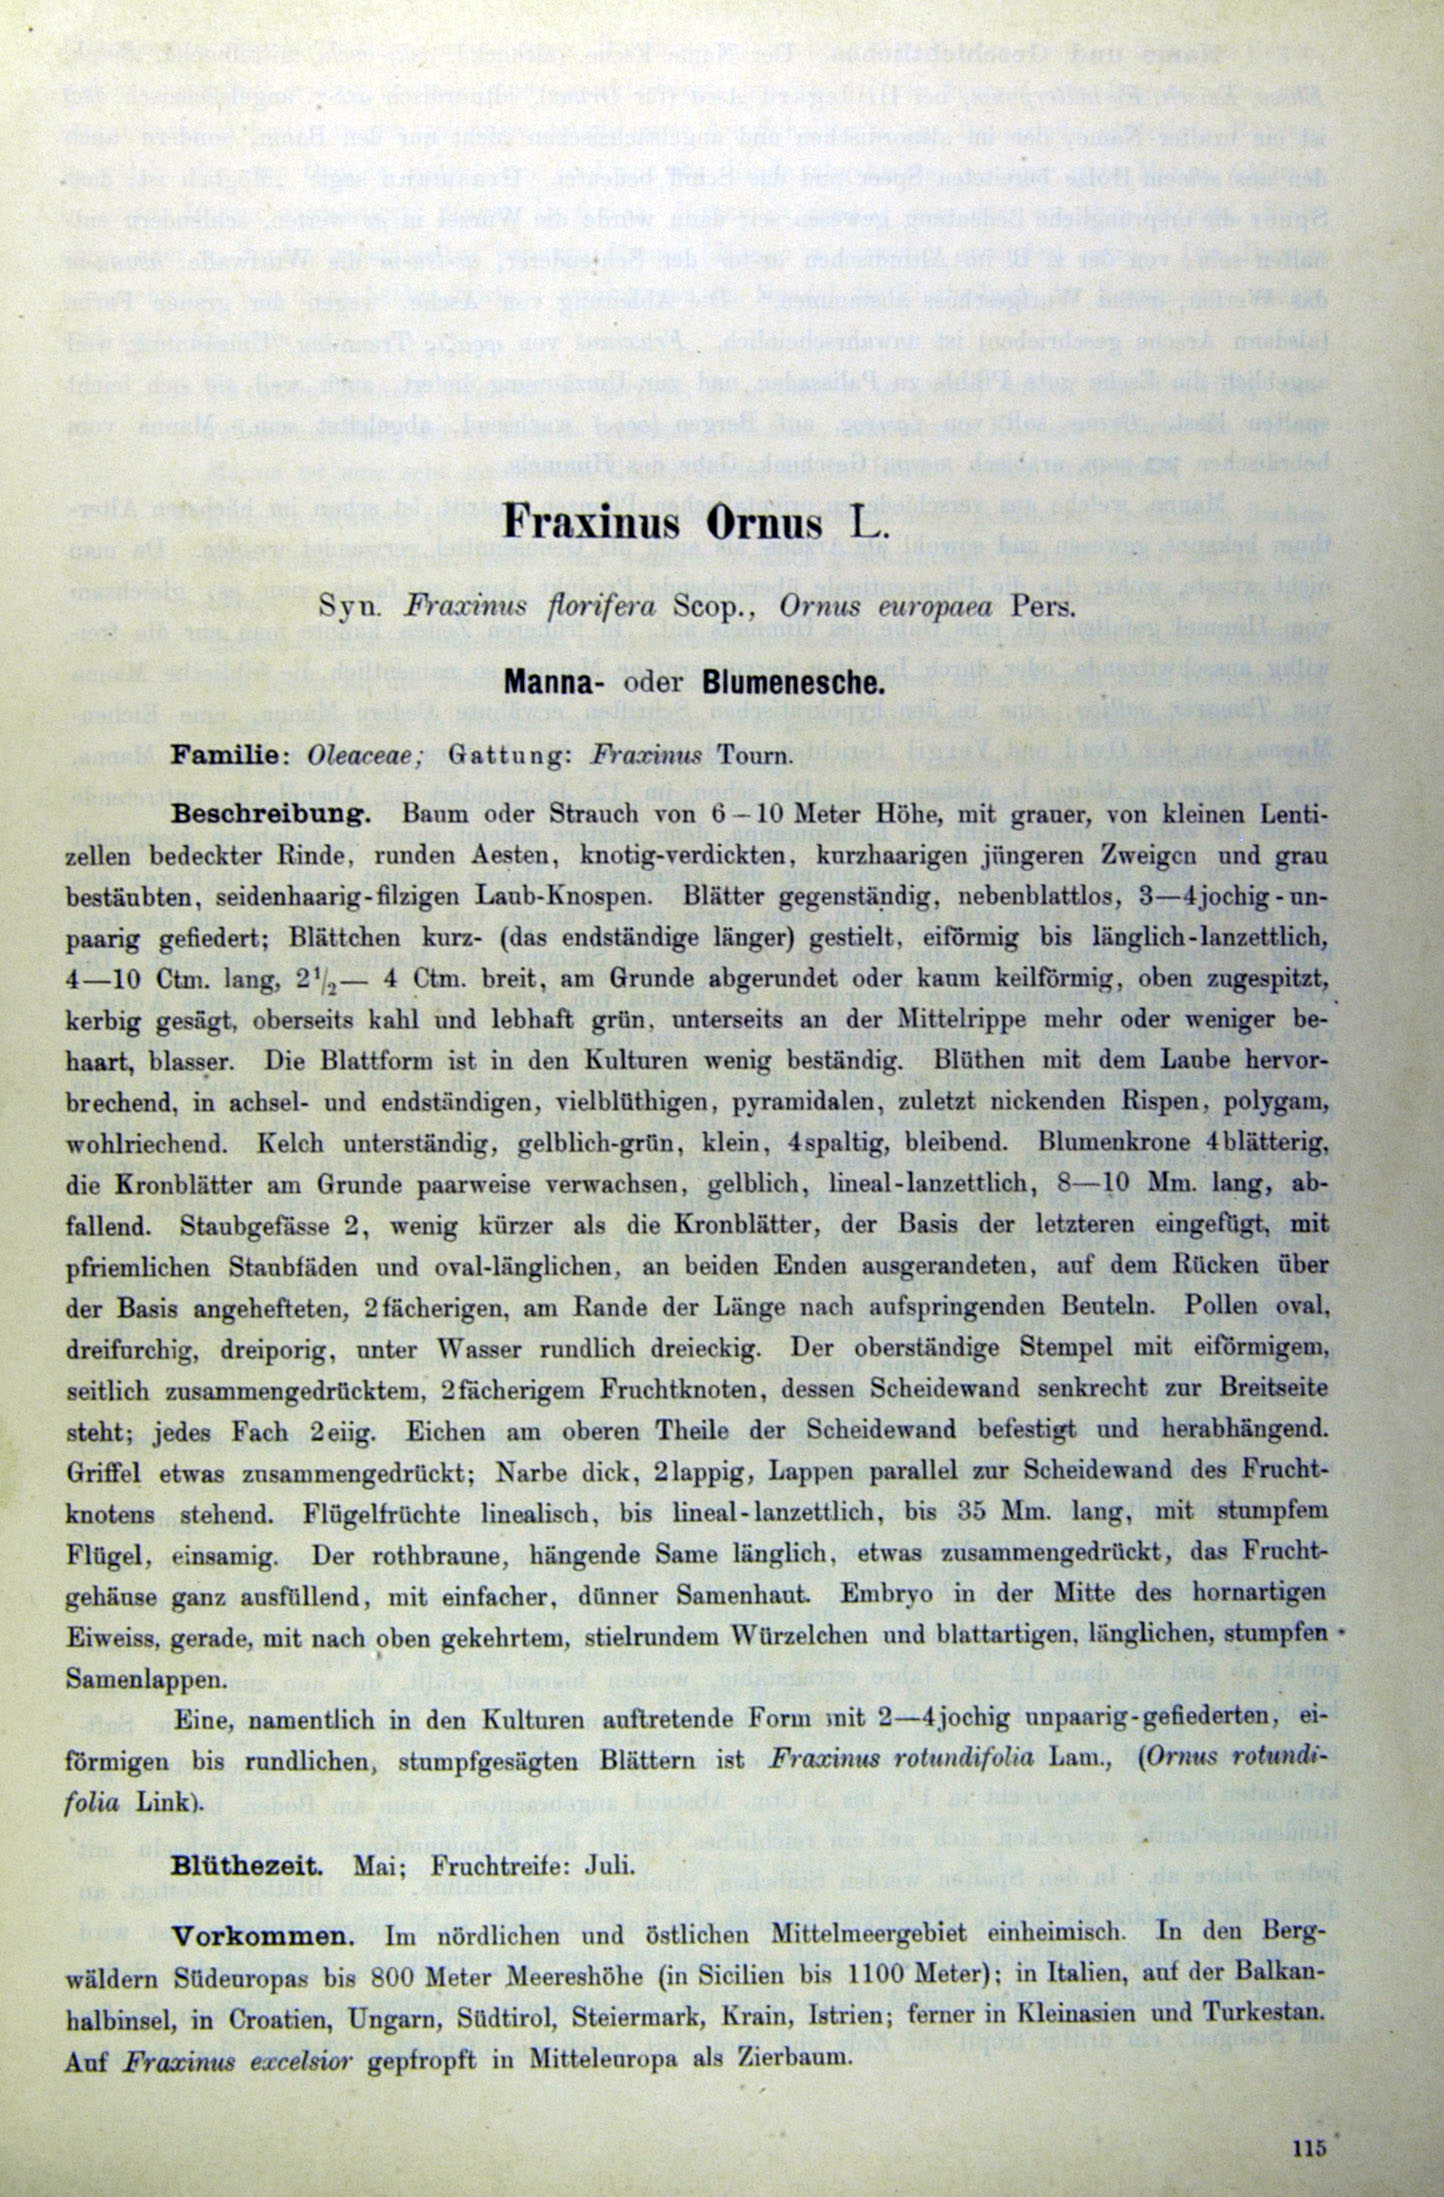 Fraxinus Ornus L.
Syn. Fraxinus florifera Scop., Ornus europaea Pers.
Manna- oder Blumenesche.
Familie: Oleaceae; Gattung: Fraxinus Tourn.
Beschreibung. Baum oder Strauch von 6–10 Meter Höhe, mit grauer, von kleinen Lenti-
zellen bedeckter Rinde, runden Aesten, knotig-verdickten, kurzhaarigen jüngeren Zweigen und grau
bestäubten, seidenhaarig-filzigen Laub-Knospen. Blätter gegenständig, nebenblattlos, 3—4jochig-un-
paarig gefiedert; Blättchen kurz- (das endständige länger) gestielt, eiförmig bis länglich-lanzettlich,
4—10 Ctm. lang, 2½— 4 Ctm. breit, am Grunde abgerundet oder kaum keilförmig, oben zugespitzt,
kerbig gesägt, oberseits kahl und lebhaft grün, unterseits an der Mittelrippe mehr oder weniger be-
haart, blasser. Die Blattform ist in den Kulturen wenig beständig. Blüthen mit dem Laube hervor-
brechend, in achsel- und endständigen, vielblüthigen, pyramidalen, zuletzt nickenden Rispen, polygam,
wohlriechend. Kelch unterständig, gelblich-grün, klein, 4spaltig, bleibend. Blumenkrone 4blätterig,
die Kronblätter am Grunde paarweise verwachsen, gelblich, lineal-lanzettlich, 8—10 Mm. lang, ab-
fallend. Staubgefässe 2, wenig kürzer als die Kronblätter, der Basis der letzteren eingefügt, mit
pfriemlichen Staubfäden und oval-länglichen, an beiden Enden ausgerandeten, auf dem Rücken über
der Basis angehefteten, 2fächerigen, am Rande der Länge nach aufspringenden Beuteln. Pollen oval,
dreifurchig, dreiporig, unter Wasser rundlich dreieckig. Der oberständige Stempel mit eiförmigem,
seitlich zusammengedrücktem, 2fächerigem Fruchtknoten, dessen Scheidewand senkrecht zur Breitseite
steht; jedes Fach 2eiig. Eichen am oberen Theile der Scheidewand befestigt und herabhängend.
Griffel etwas zusammengedrückt; Narbe dick, 2lappig, Lappen parallel zur Scheidewand des Frucht-
knotens stehend. Flügelfrüchte linealisch, bis lineal-lanzettlich, bis 35 Mm. lang, mit stumpfem
Flügel, einsamig. Der rothbraune, hängende Same länglich, etwas zusammengedrückt, das Frucht-
gehäuse ganz ausfüllend, mit einfacher, dünner Samenhaut. Embryo in der Mitte des hornartigen
Eiweiss, gerade, mit nach oben gekehrtem, stielrundem Würzelchen und blattartigen, länglichen, stumpfen
Samenlappen.
Eine, namentlich in den Kulturen auftretende Form mit 2—4jochig unpaarig-gefiederten, ei-
förmigen bis rundlichen, stumpfgesägten Blättern ist Fraxinus rotundifolia Lam., (Ornus rotundi-
folia Link).
Blüthezeit. Mai; Fruchtreife: Juli.
Vorkommen. Im nördlichen und östlichen Mittelmeergebiet einheimisch. In den Berg-
wäldern Südeuropas bis 800 Meter Meereshöhe (in Sicilien bis 1100 Meter); in Italien, auf der Balkan-
halbinsel, in Croatien, Ungarn, Südtirol, Steiermark, Krain, Istrien; ferner in Kleinasien und Turkestan.
Auf Fraxinus excelsior gepfropft in Mitteleuropa als Zierbaum.
115